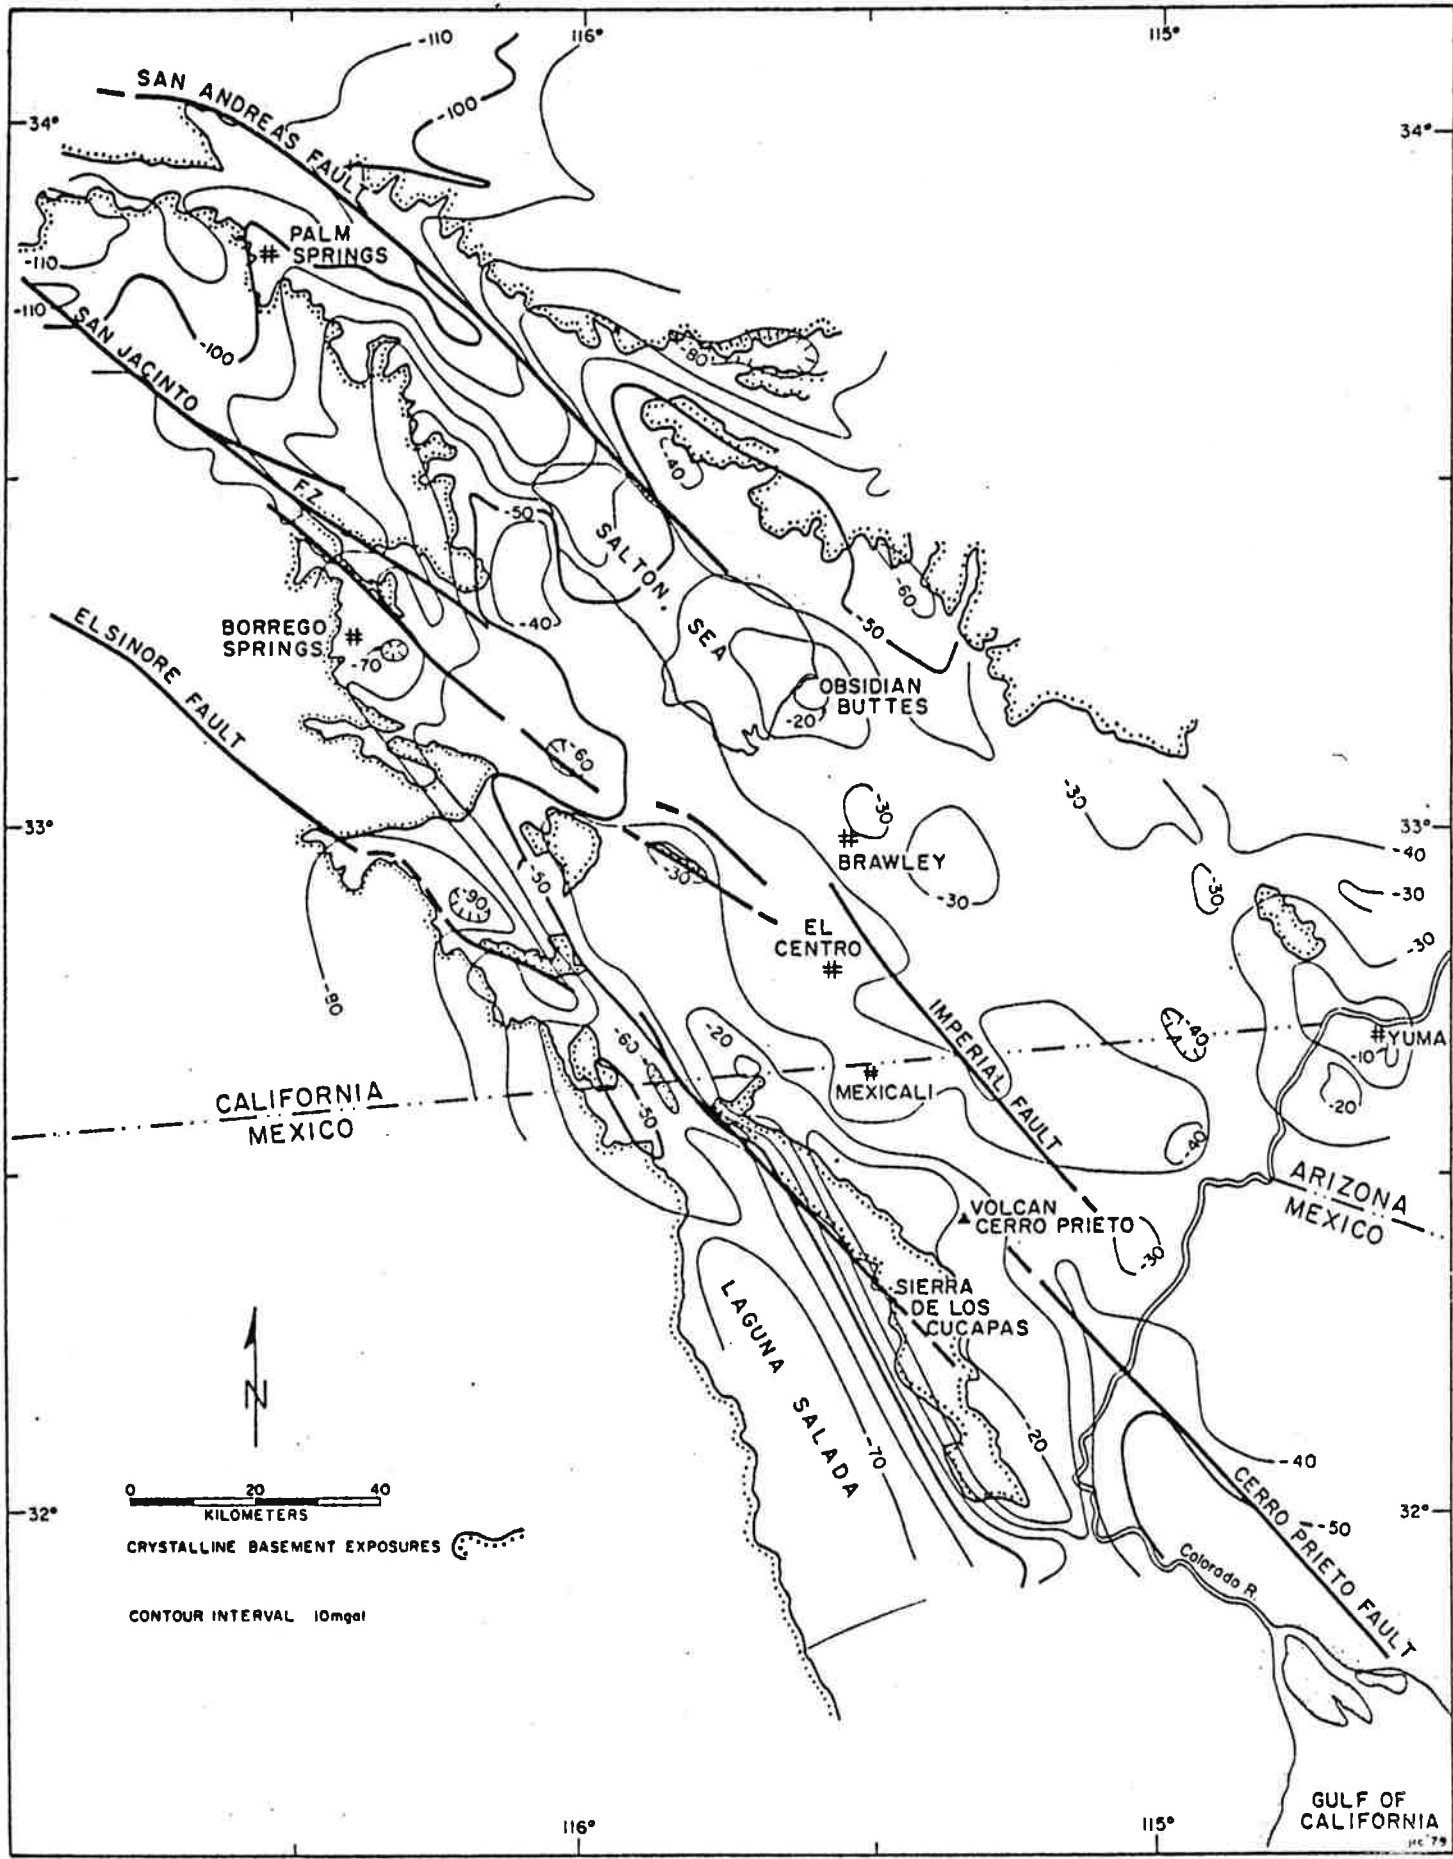 116°
115°
-110
SAN ANDREAS FAULT
-100
34°
34°
PALM
SPRINGS
-110
-110
SAN JACINTO
-100
-80
-40
F.Z.
-50
SALTON
SEA
-60
-40
-50
BORREGO
SPRINGS
-70
ELSINORE FAULT
OBSIDIAN
BUTTES
-20
-60
-30
-30
33°
33°
BRAWLEY
-40
-30
-50
-30
-30
-30
-90
-30
EL
CENTRO
-80
IMPERIAL FAULT
-20
-40
-60
YUMA
-10
MEXICALI
-20
CALIFORNIA
MEXICO
-50
-40
ARIZONA
MEXICO
VOLCAN
CERRO PRIETO
-30
SIERRA
DE LOS
CUCAPAS
LAGUNA SALADA
N
-70
-20
-40
CERRO PRIETO FAULT
0 20 40
KILOMETERS
32°
32°
-50
CRYSTALLINE BASEMENT EXPOSURES
Colorado R.
CONTOUR INTERVAL 10mgal
GULF OF
CALIFORNIA
116°
115°